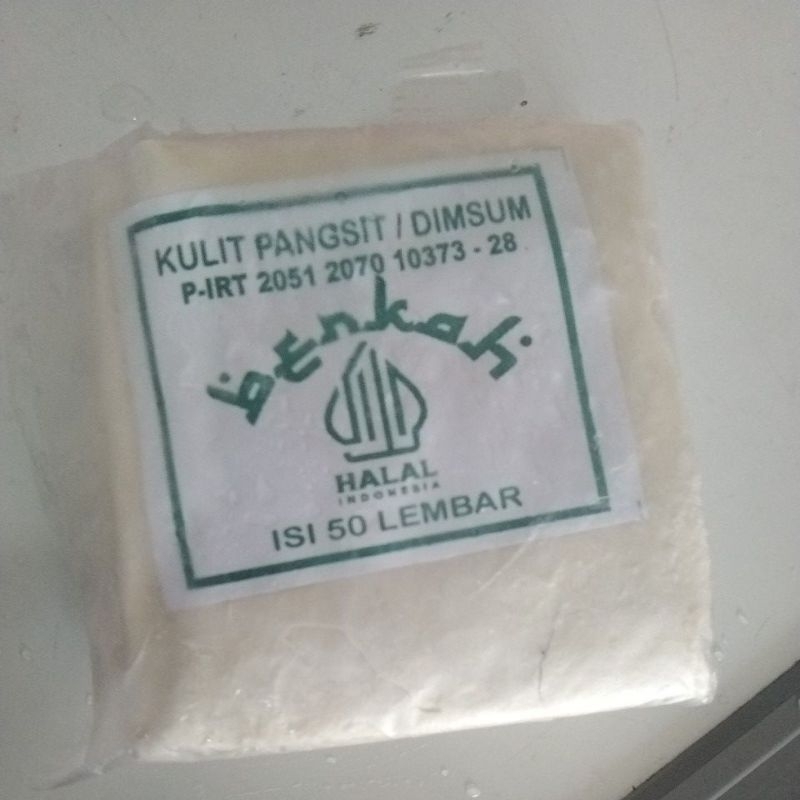 KULIT PANGSIT / DIMSUM
P-IRT 2051 2070 10373 - 28
benkah
HALAL
INDONESIA
ISI 50 LEMBAR